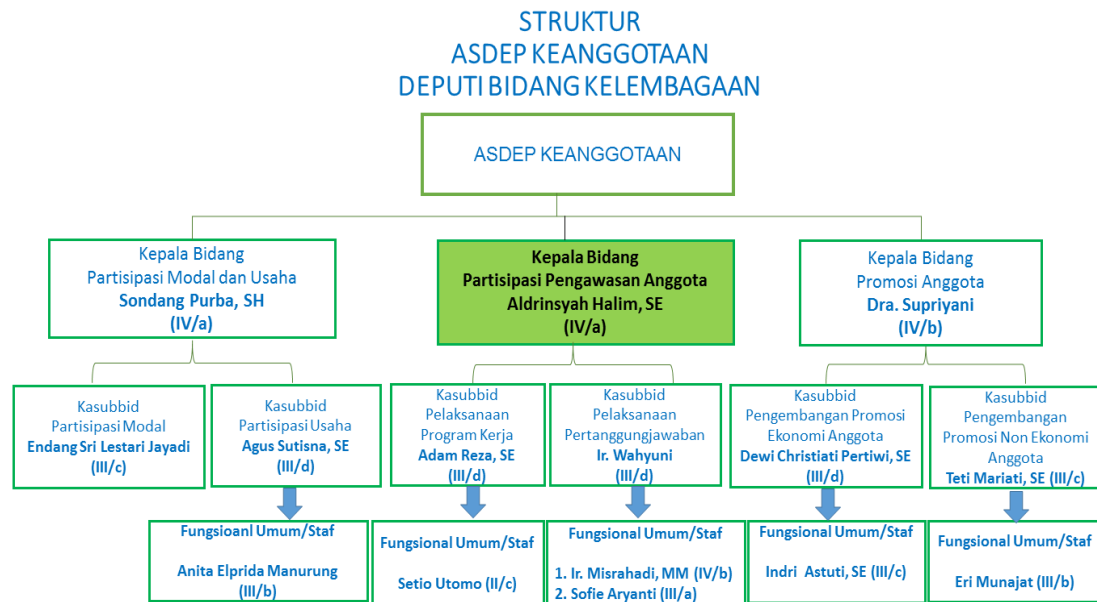 STRUKTUR
ASDEP KEANGGOTAAN
DEPUTI BIDANG KELEMBAGAAN
ASDEP KEANGGOTAAN
Kepala Bidang
Partisipasi Modal dan Usaha
Sondang Purba, SH
(IV/a)
Kepala Bidang
Partisipasi Pengawasan Anggota
Aldrinsyah Halim, SE
(IV/a)
Kepala Bidang
Promosi Anggota
Dra. Supriyani
(IV/b)
Kasubbid
Partisipasi Modal
Endang Sri Lestari Jayadi
(III/c)
Kasubbid
Partisipasi Usaha
Agus Sutisna, SE
(III/d)
Kasubbid
Pelaksanaan
Program Kerja
Adam Reza, SE
(III/d)
Kasubbid
Pelaksanaan
Pertanggungjawaban
Ir. Wahyuni
(III/d)
Kasubbid
Pengembangan Promosi
Ekonomi Anggota
Dewi Christiati Pertiwi, SE
(III/d)
Kasubbid
Pengembangan
Promosi Non Ekonomi
Anggota
Teti Mariati, SE (III/c)
Fungsioanl Umum/Staf
Anita Elprida Manurung
(III/b)
Fungsional Umum/Staf
Setio Utomo (II/c)
Fungsional Umum/Staf
1. Ir. Misrahadi, MM (IV/b)
2. Sofie Aryanti (III/a)
Fungsional Umum/Staf
Indri Astuti, SE (III/c)
Fungsional Umum/Staf
Eri Munajat (III/b)